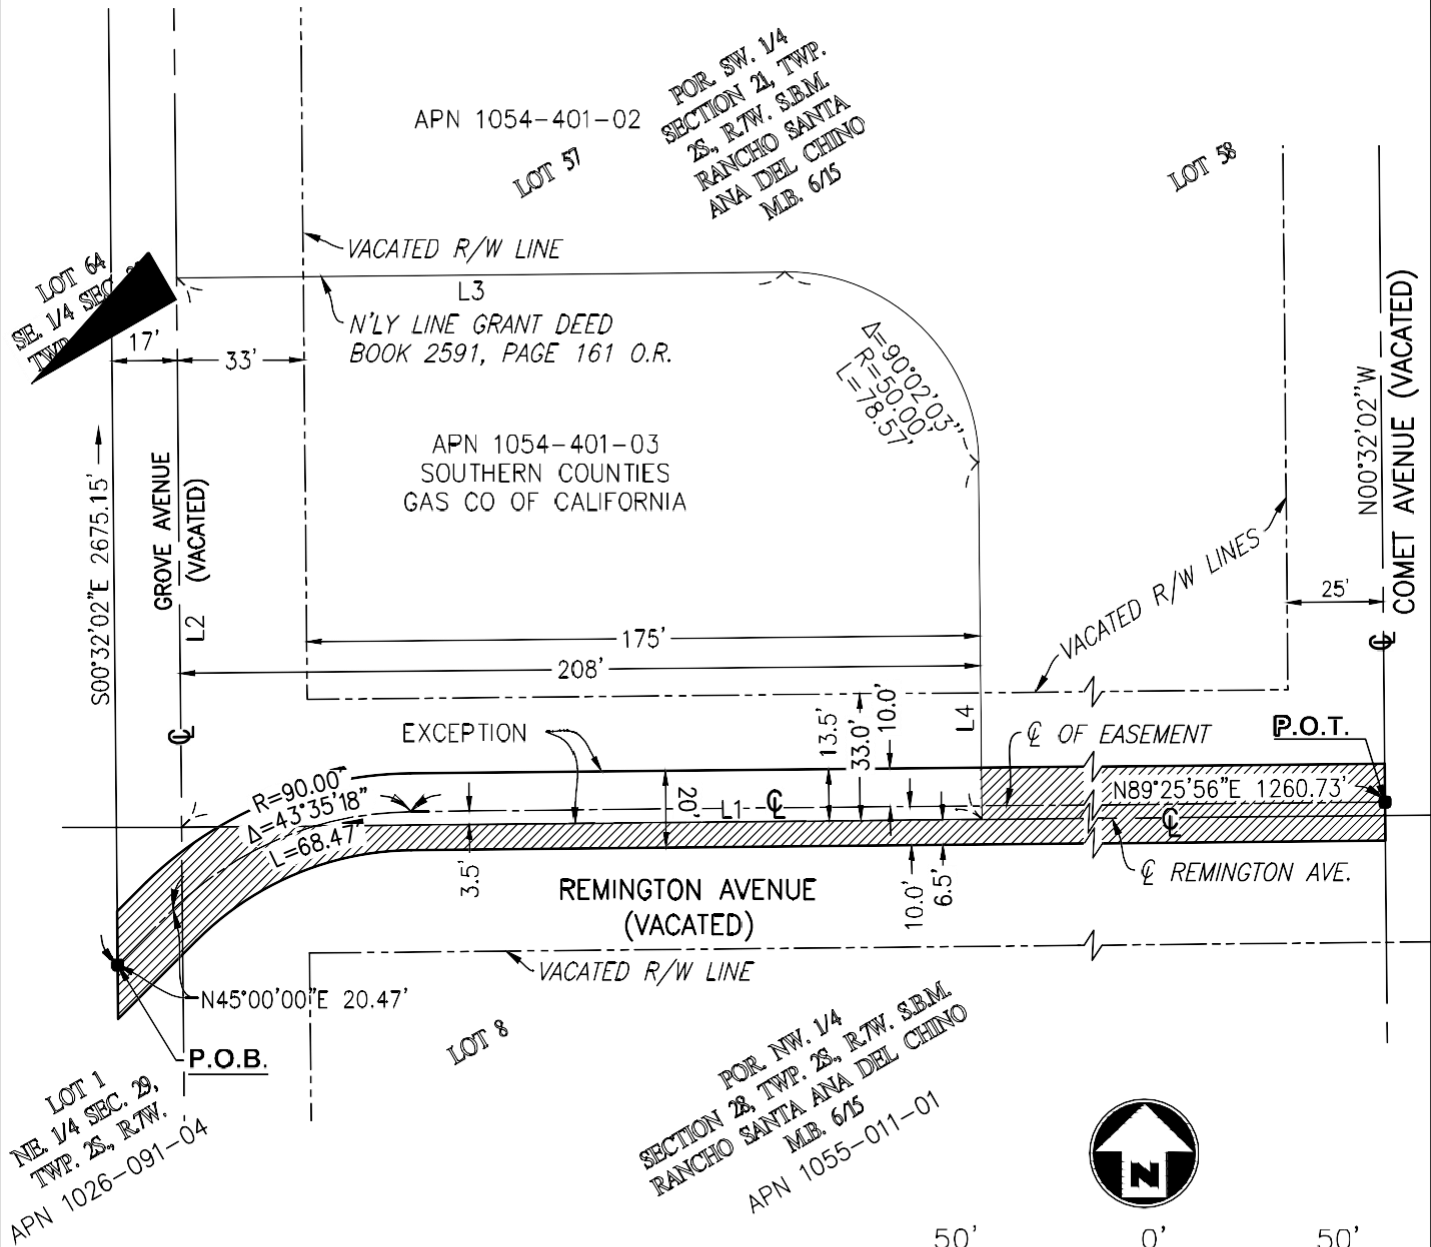 POR. SW. 1/4
SECTION 21, TWP.
2S., R.7W. S.B.M.
RANCHO SANTA
ANA DEL CHINO
M.B. 6/15
APN 1054-401-02
LOT 57
LOT 58
VACATED R/W LINE
LOT 64
SE. 1/4 SEC
TWP
L3
N'LY LINE GRANT DEED
BOOK 2591, PAGE 161 O.R.
17'
33'
Δ=90°02'03"
R=50.00'
L=78.57'
APN 1054-401-03
SOUTHERN COUNTIES
GAS CO OF CALIFORNIA
S00°32'02"E 2675.15'
GROVE AVENUE
(VACATED)
L2
N00°32'02"W
COMET AVENUE (VACATED)
VACATED R/W LINES
25'
175'
208'
℄
℄
EXCEPTION
13.5'
33.0'
10.0'
L4
℄ OF EASEMENT
P.O.T.
R=90.00'
Δ=43°35'18"
L=68.47'
20'
L1
℄
N89°25'56"E 1260.73'
℄
3.5'
REMINGTON AVENUE
(VACATED)
10.0'
6.5'
℄ REMINGTON AVE.
VACATED R/W LINE
N45°00'00"E 20.47'
P.O.B.
LOT 8
LOT 1
NE. 1/4 SEC. 29,
TWP. 2S., R.7W.
APN 1026-091-04
POR. NW. 1/4
SECTION 28, TWP. 2S., R.7W. S.B.M.
RANCHO SANTA ANA DEL CHINO
M.B. 6/15
APN 1055-011-01
N
50' 0' 50'